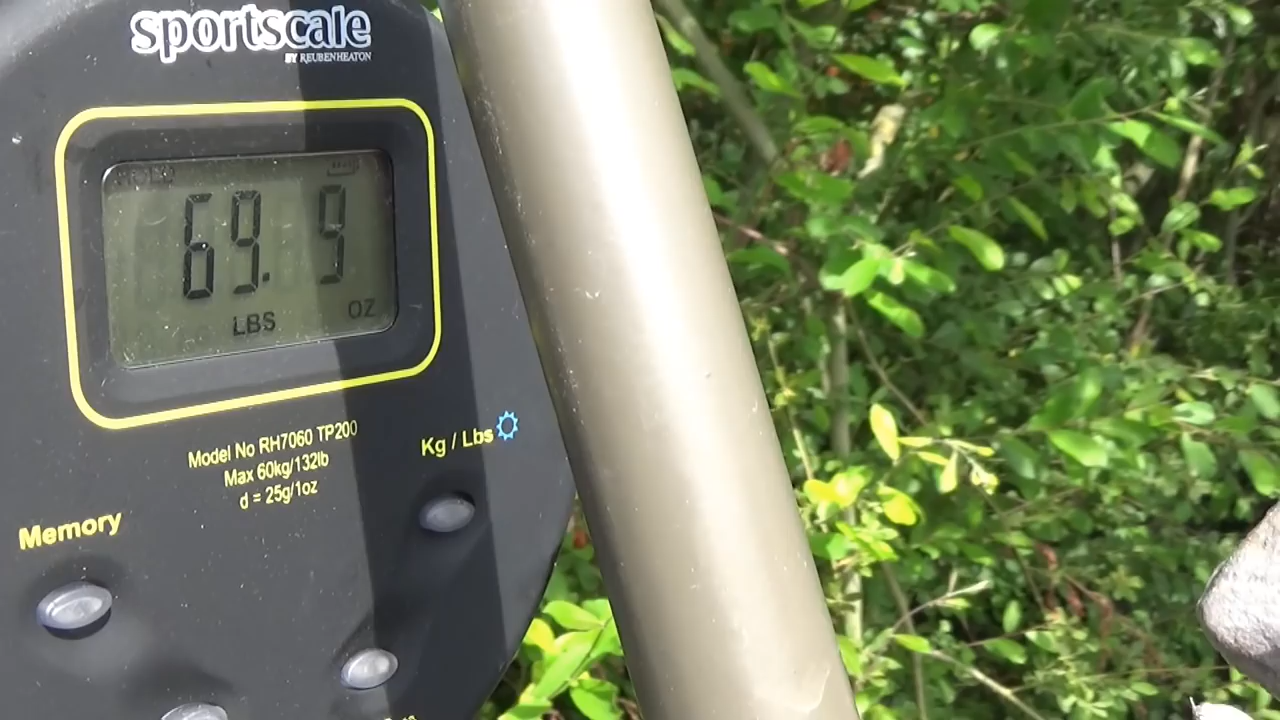 sportscale
BY REUBENHEATON
HOLD
69. 9
LBS OZ
Model No RH7060 TP200
Max 60kg/132lb
d = 25g/1oz
Kg / Lbs
Memory